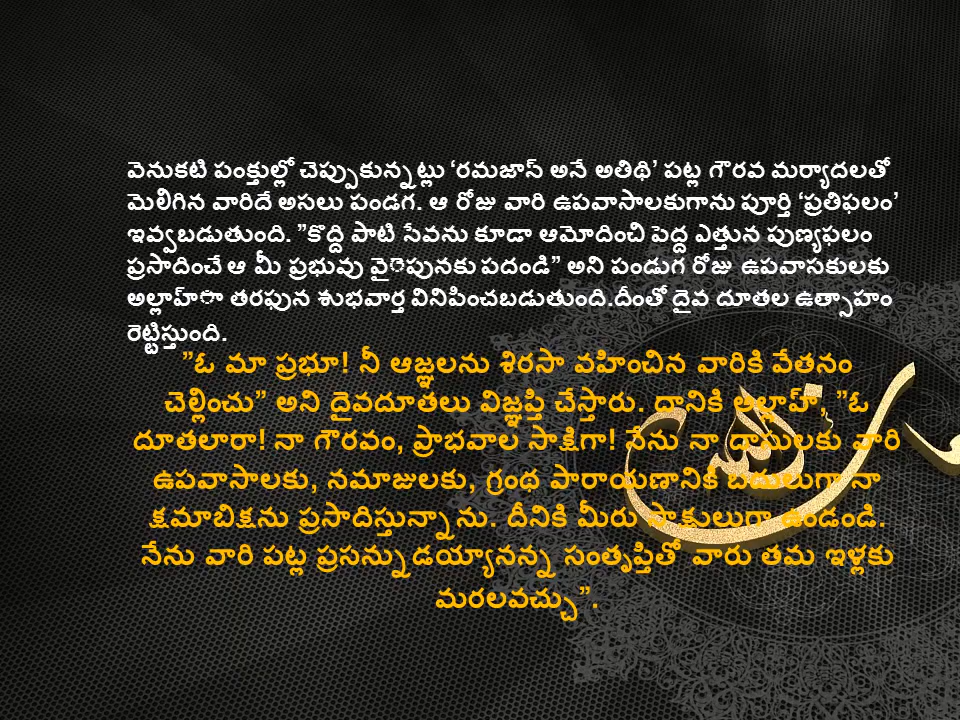 వెనుకటి పంక్తుల్లో చెప్పుకున్నట్లు ‘రమజాన్ అనే అతిథి’ పట్ల గౌరవ మర్యాదలతో
మెలిగిన వారిదే అసలు పండగ. ఆ రోజు వారి ఉపవాసాలకుగాను పూర్తి ‘ప్రతిఫలం’
ఇవ్వబడుతుంది. ”కొద్ది పాటి సేవను కూడా ఆమోదించి పెద్ద ఎత్తున పుణ్యఫలం
ప్రసాదించే ఆ మీ ప్రభువు వైెపునకు పదండి” అని పండుగ రోజు ఉపవాసకులకు
అల్లాహ్‌ా తరఫున శుభవార్త వినిపించబడుతుంది.దీంతో దైవ దూతల ఉత్సాహం
రెట్టిస్తుంది.
”ఓ మా ప్రభూ! నీ ఆజ్ఞలను శిరసా వహించిన వారికి వేతనం
చెల్లించు” అని దైవదూతలు విజ్ఞప్తి చేస్తారు. దానికి అల్లాహ్, ”ఓ
దూతలారా! నా గౌరవం, ప్రాభవాల సాక్షిగా! నేను నా దాసులకు వారి
ఉపవాసాలకు, నమాజులకు, గ్రంథ పారాయణానికి బదులుగా నా
క్షమాబిక్షను ప్రసాదిస్తున్నాను. దీనికి మీరు సాక్షులుగా ఉండండి.
నేను వారి పట్ల ప్రసన్నుడయ్యానన్న సంతృప్తితో వారు తమ ఇళ్లకు
మరలవచ్చు”.